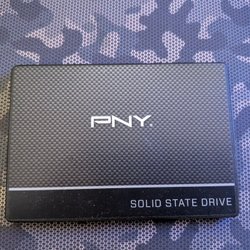 PNY.
SOLID STATE DRIVE